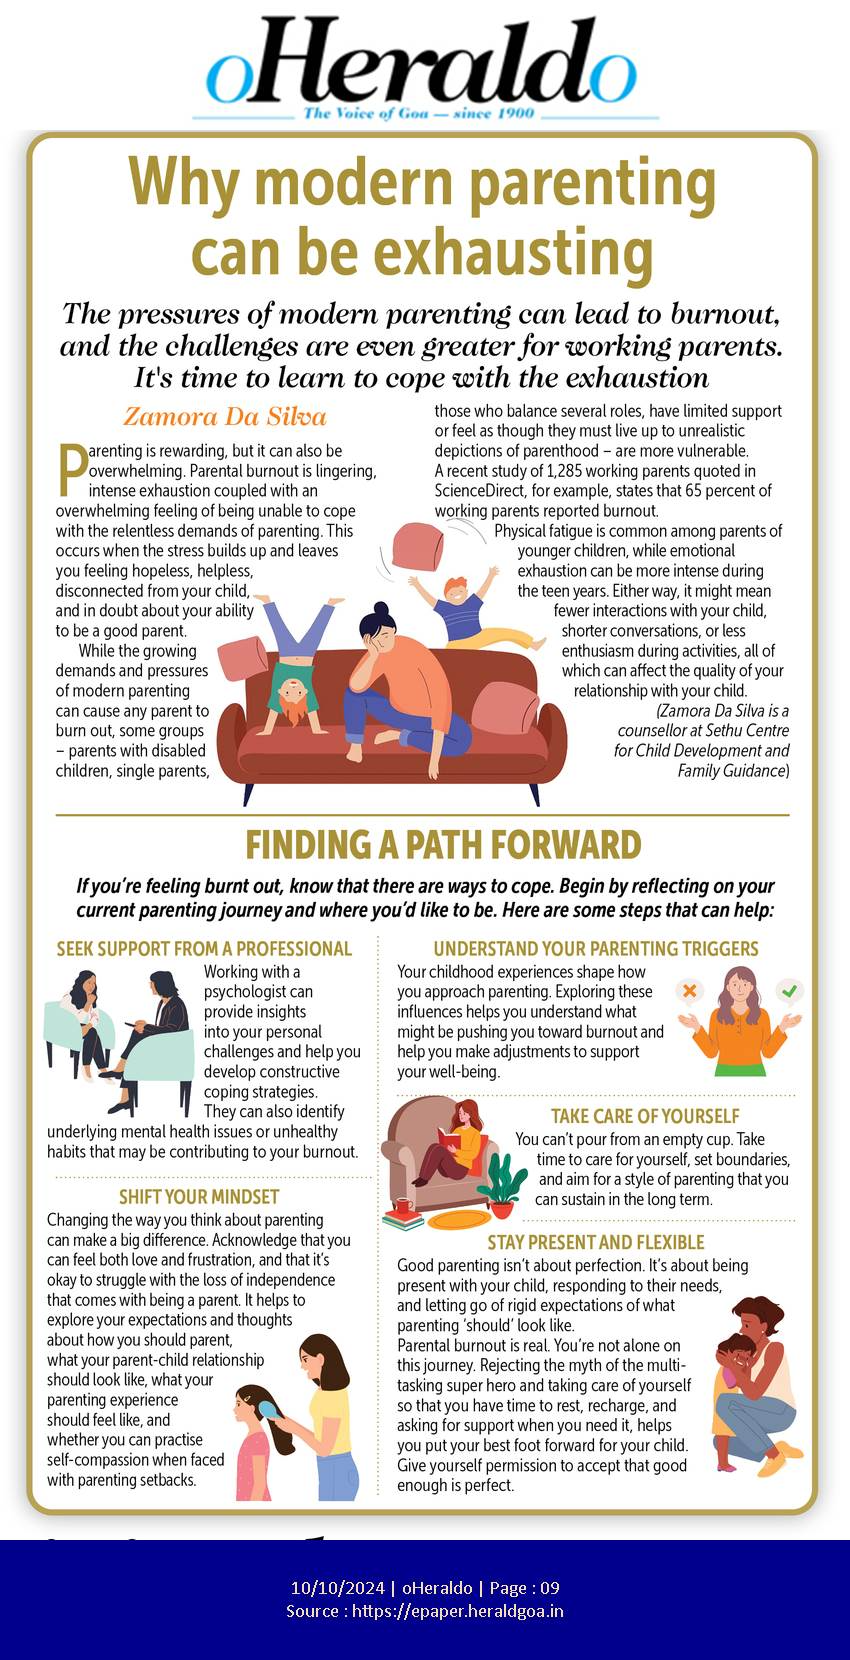 oHeraldo
The Voice of Goa — since 1900
Why modern parenting
can be exhausting
The pressures of modern parenting can lead to burnout,
and the challenges are even greater for working parents.
It's time to learn to cope with the exhaustion
Zamora Da Silva
Parenting is rewarding, but it can also be
overwhelming. Parental burnout is lingering,
intense exhaustion coupled with an
overwhelming feeling of being unable to cope
with the relentless demands of parenting. This
occurs when the stress builds up and leaves
you feeling hopeless, helpless,
disconnected from your child,
and in doubt about your ability
to be a good parent.
While the growing
demands and pressures
of modern parenting
can cause any parent to
burn out, some groups
– parents with disabled
children, single parents,
those who balance several roles, have limited support
or feel as though they must live up to unrealistic
depictions of parenthood – are more vulnerable.
A recent study of 1,285 working parents quoted in
ScienceDirect, for example, states that 65 percent of
working parents reported burnout.
Physical fatigue is common among parents of
younger children, while emotional
exhaustion can be more intense during
the teen years. Either way, it might mean
fewer interactions with your child,
shorter conversations, or less
enthusiasm during activities, all of
which can affect the quality of your
relationship with your child.
(Zamora Da Silva is a
counsellor at Sethu Centre
for Child Development and
Family Guidance)
FINDING A PATH FORWARD
If you're feeling burnt out, know that there are ways to cope. Begin by reflecting on your
current parenting journey and where you'd like to be. Here are some steps that can help:
SEEK SUPPORT FROM A PROFESSIONAL
Working with a
psychologist can
provide insights
into your personal
challenges and help you
develop constructive
coping strategies.
They can also identify
underlying mental health issues or unhealthy
habits that may be contributing to your burnout.
SHIFT YOUR MINDSET
Changing the way you think about parenting
can make a big difference. Acknowledge that you
can feel both love and frustration, and that it's
okay to struggle with the loss of independence
that comes with being a parent. It helps to
explore your expectations and thoughts
about how you should parent,
what your parent-child relationship
should look like, what your
parenting experience
should feel like, and
whether you can practise
self-compassion when faced
with parenting setbacks.
UNDERSTAND YOUR PARENTING TRIGGERS
Your childhood experiences shape how
you approach parenting. Exploring these
influences helps you understand what
might be pushing you toward burnout and
help you make adjustments to support
your well-being.
TAKE CARE OF YOURSELF
You can't pour from an empty cup. Take
time to care for yourself, set boundaries,
and aim for a style of parenting that you
can sustain in the long term.
STAY PRESENT AND FLEXIBLE
Good parenting isn't about perfection. It's about being
present with your child, responding to their needs,
and letting go of rigid expectations of what
parenting 'should' look like.
Parental burnout is real. You're not alone on
this journey. Rejecting the myth of the multi-
tasking super hero and taking care of yourself
so that you have time to rest, recharge, and
asking for support when you need it, helps
you put your best foot forward for your child.
Give yourself permission to accept that good
enough is perfect.
10/10/2024 | oHeraldo | Page : 09
Source : https://epaper.heraldgoa.in